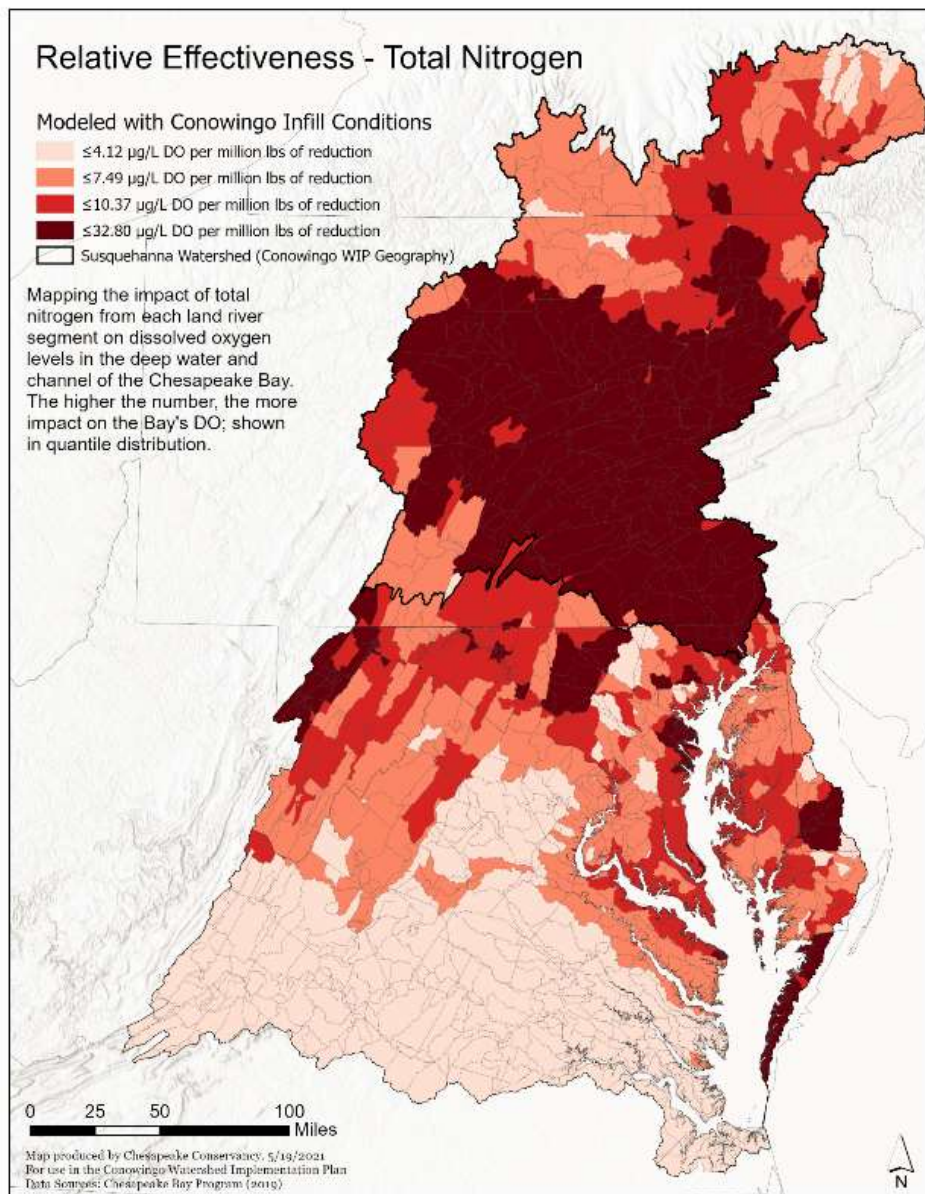 Relative Effectiveness - Total Nitrogen
Modeled with Conowingo Infill Conditions
≤4.12 µg/L DO per million lbs of reduction
≤7.49 µg/L DO per million lbs of reduction
≤10.37 µg/L DO per million lbs of reduction
≤32.80 µg/L DO per million lbs of reduction
Susquehanna Watershed (Conowingo WIP Geography)
Mapping the impact of total
nitrogen from each land river
segment on dissolved oxygen
levels in the deep water and
channel of the Chesapeake Bay.
The higher the number, the more
impact on the Bay's DO; shown
in quantile distribution.
0 25 50 100
Miles
Map produced by Chesapeake Conservancy, 5/19/2021
For use in the Conowingo Watershed Implementation Plan
Data Sources: Chesapeake Bay Program (2019)
N